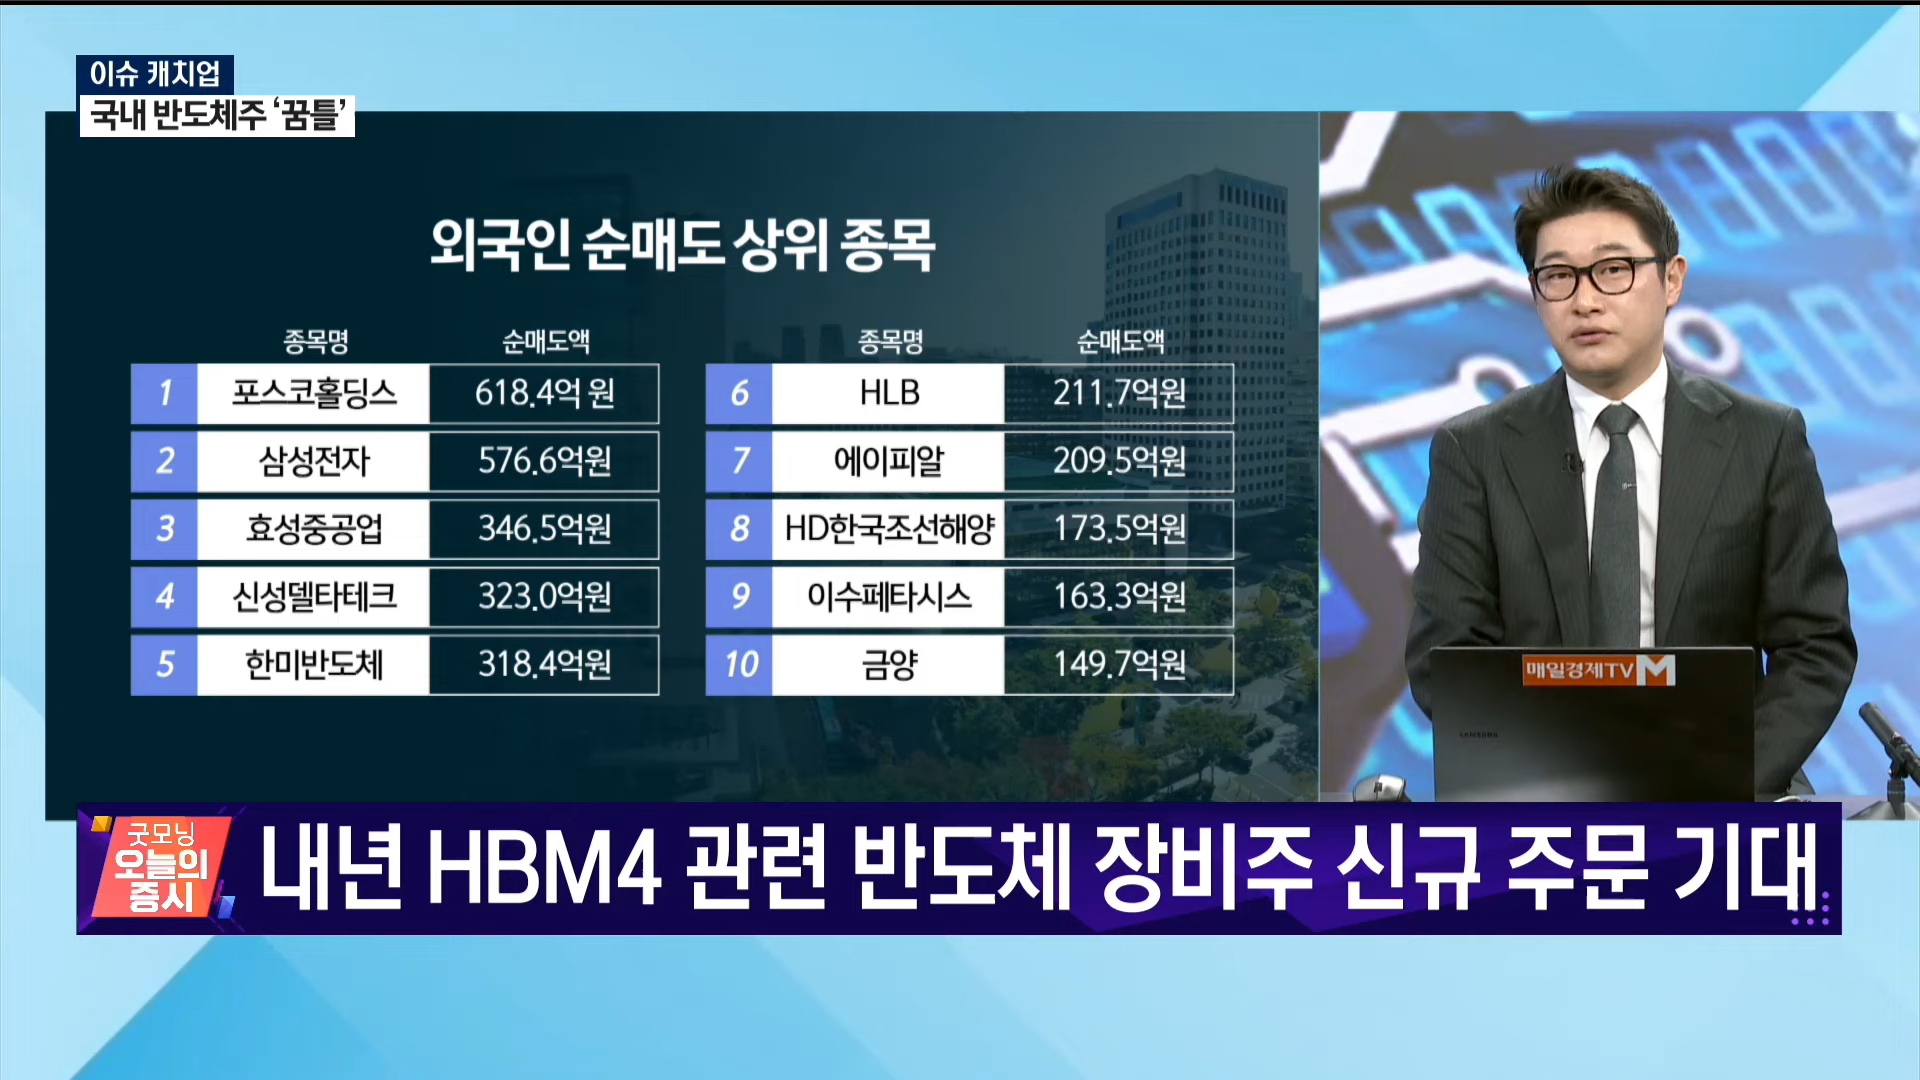 이슈 캐치업
국내 반도체주 ‘꿈틀’
외국인 순매도 상위 종목
종목명 순매도액
1 포스코홀딩스 618.4억 원
2 삼성전자 576.6억원
3 효성중공업 346.5억원
4 신성델타테크 323.0억원
5 한미반도체 318.4억원
종목명 순매도액
6 HLB 211.7억원
7 에이피알 209.5억원
8 HD한국조선해양 173.5억원
9 이수페타시스 163.3억원
10 금양 149.7억원
매일경제TV M
SAMSUNG
굿모닝
오늘의
증시
내년 HBM4 관련 반도체 장비주 신규 주문 기대